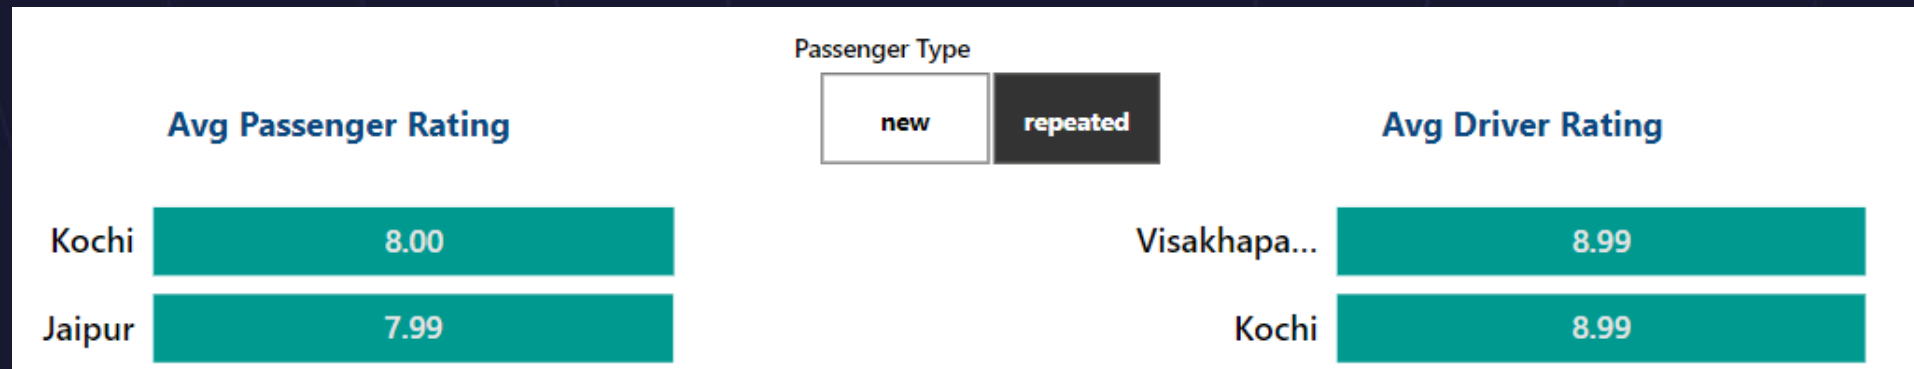 Passenger Type
new repeated
Avg Passenger Rating
Kochi 8.00
Jaipur 7.99
Avg Driver Rating
Visakhapa... 8.99
Kochi 8.99